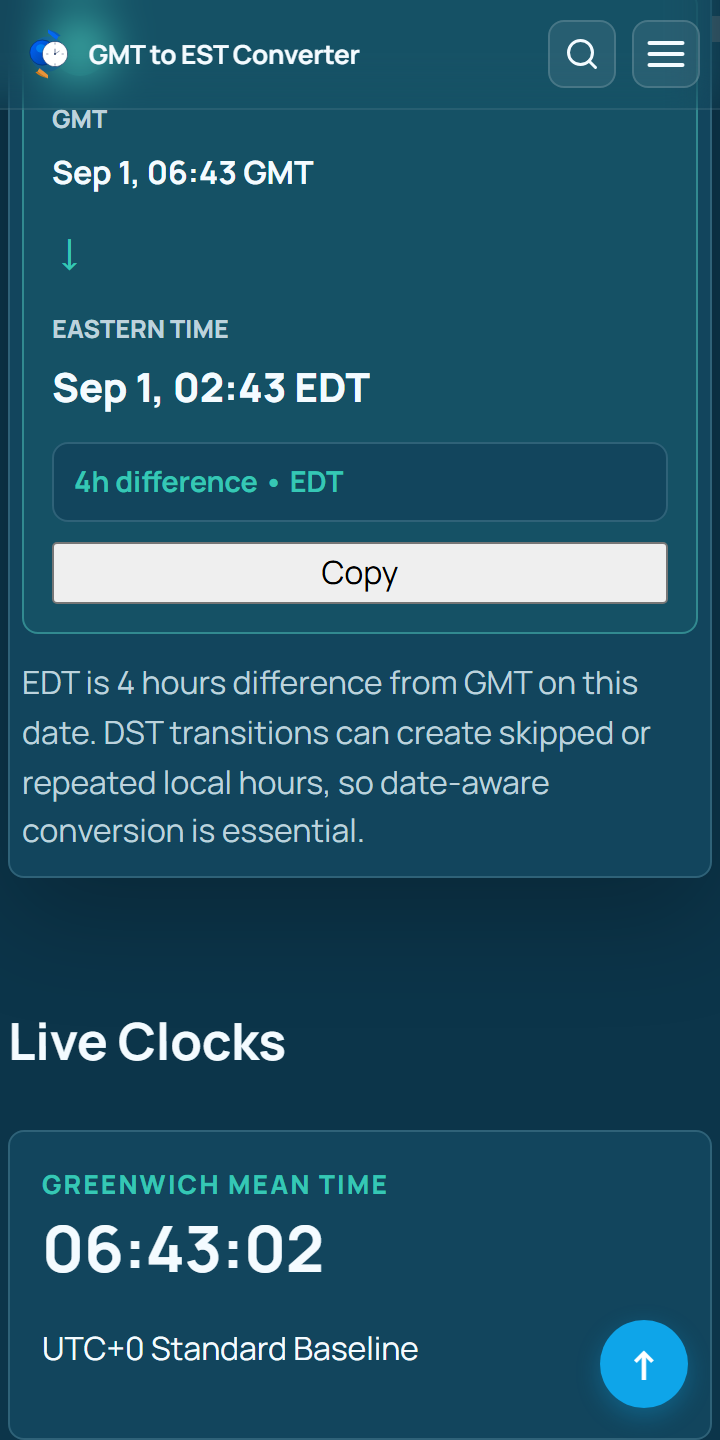 GMT to EST Converter
GMT
Sep 1, 06:43 GMT
↓
EASTERN TIME
Sep 1, 02:43 EDT
4h difference • EDT
Copy
EDT is 4 hours difference from GMT on this
date. DST transitions can create skipped or
repeated local hours, so date-aware
conversion is essential.
Live Clocks
GREENWICH MEAN TIME
06:43:02
UTC+0 Standard Baseline
↑